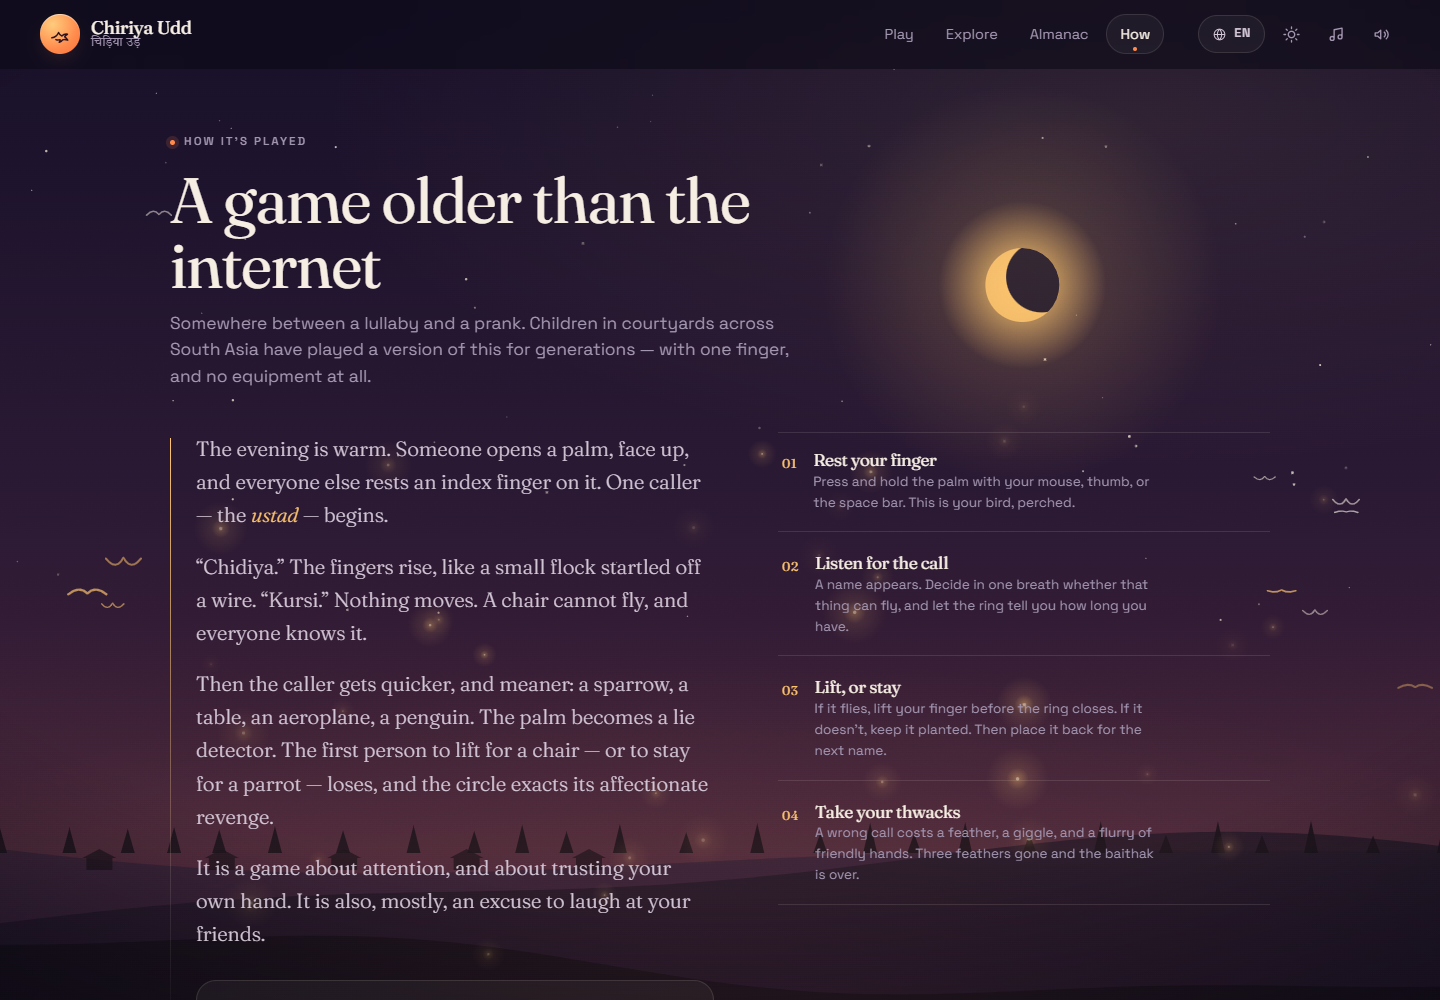 Chiriya Udd
चिड़िया उड़
Play
Explore
Almanac
How
EN
HOW IT'S PLAYED
A game older than the
internet
Somewhere between a lullaby and a prank. Children in courtyards across
South Asia have played a version of this for generations — with one finger,
and no equipment at all.
The evening is warm. Someone opens a palm, face up,
and everyone else rests an index finger on it. One caller
— the ustad — begins.
“Chidiya.” The fingers rise, like a small flock startled off
a wire. “Kursi.” Nothing moves. A chair cannot fly, and
everyone knows it.
Then the caller gets quicker, and meaner: a sparrow, a
table, an aeroplane, a penguin. The palm becomes a lie
detector. The first person to lift for a chair — or to stay
for a parrot — loses, and the circle exacts its affectionate
revenge.
It is a game about attention, and about trusting your
own hand. It is also, mostly, an excuse to laugh at your
friends.
01
Rest your finger
Press and hold the palm with your mouse, thumb, or
the space bar. This is your bird, perched.
02
Listen for the call
A name appears. Decide in one breath whether that
thing can fly, and let the ring tell you how long you
have.
03
Lift, or stay
If it flies, lift your finger before the ring closes. If it
doesn't, keep it planted. Then place it back for the
next name.
04
Take your thwacks
A wrong call costs a feather, a giggle, and a flurry of
friendly hands. Three feathers gone and the baithak
is over.